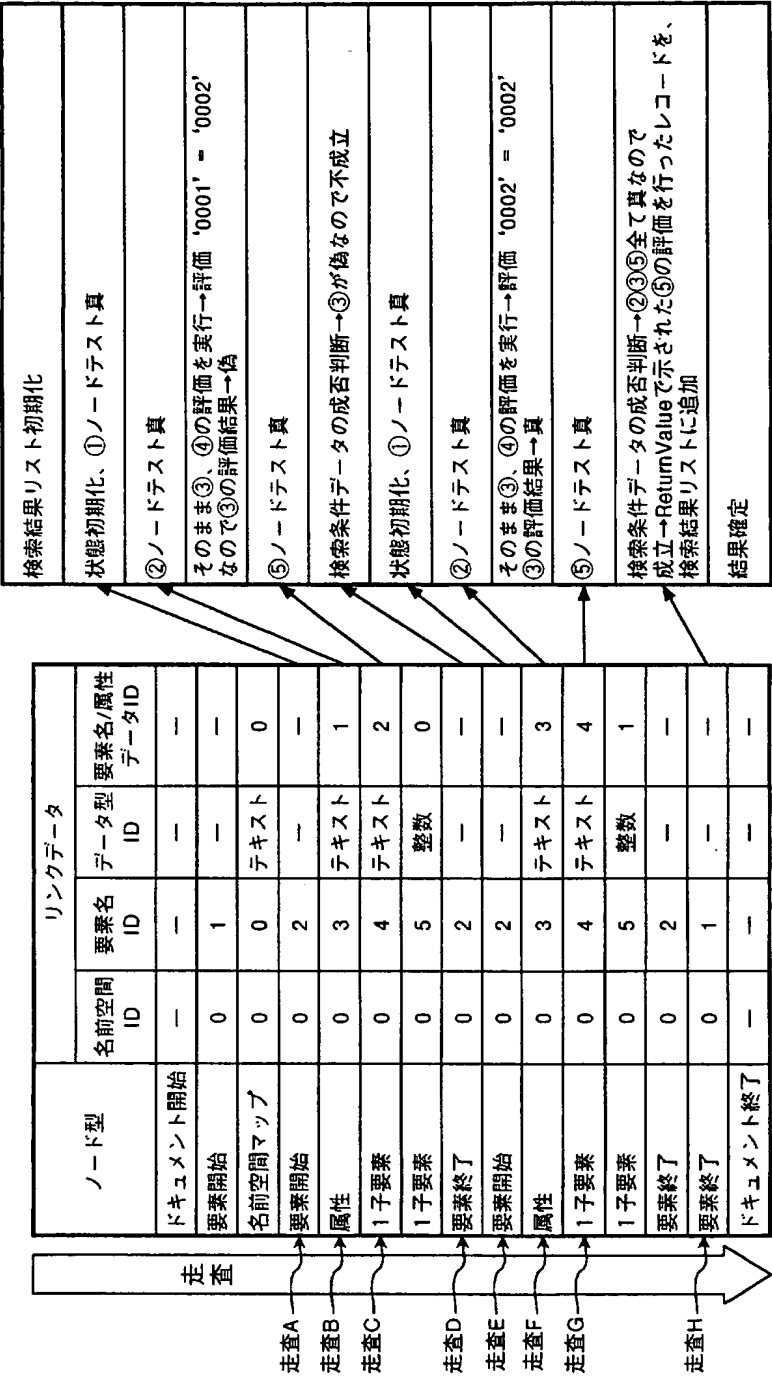 走査
走査A
走査B
走査C
走査D
走査E
走査F
走査G
走査H
ノード型 リンクデータ
名前空間ID 要素名ID データ型ID 要素名/属性データID
ドキュメント開始 － － － －
要素開始 0 1 － －
名前空間マップ 0 0 テキスト 0
要素開始 0 2 － －
属性 0 3 テキスト 1
1子要素 0 4 テキスト 2
1子要素 0 5 整数 0
要素終了 0 2 － －
要素開始 0 2 － －
属性 0 3 テキスト 3
1子要素 0 4 テキスト 4
1子要素 0 5 整数 1
要素終了 0 2 － －
要素終了 0 1 － －
ドキュメント終了 － － － －
検索結果リスト初期化
状態初期化、①ノードテスト真
②ノードテスト真
そのまま③、④の評価を実行→評価 ‘0001’ = ‘0002’
なので③の評価結果→偽
⑤ノードテスト真
検索条件データの成否判断→③が偽なので不成立
状態初期化、①ノードテスト真
②ノードテスト真
そのまま③、④の評価を実行→評価 ‘0002’ = ‘0002’
③の評価結果→真
⑤ノードテスト真
検索条件データの成否判断→②③⑤全て真なので
成立→ReturnValueで示された⑤の評価を行ったレコードを、
検索結果リストに追加
結果確定